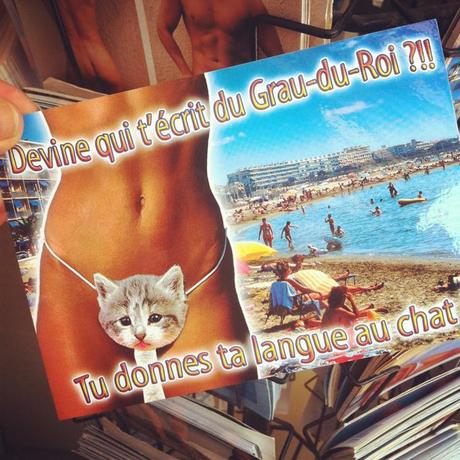 Devine qui t'écrit du Grau-du-Roi ?!!
Tu donnes ta langue au chat